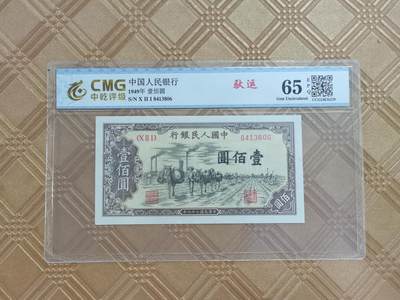 CMG
中乾评级
中国人民银行
1949年 壹佰圆
S/N X II I 8413806
驮运
65
Gem Uncirculated
EPQ
行銀民人國中
(X II I)
8413806
圓佰壹
壹佰圓
圓佰